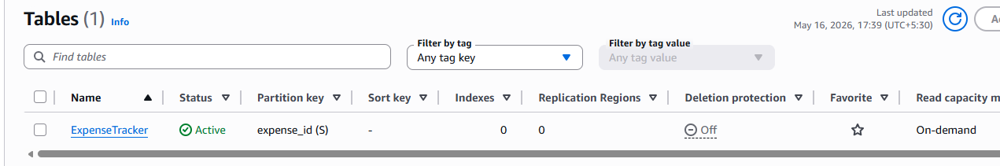 Tables (1) Info
Last updated
May 16, 2026, 17:39 (UTC+5:30)
Find tables
Filter by tag
Any tag key
Filter by tag value
Any tag value
Name Status Partition key Sort key Indexes Replication Regions Deletion protection Favorite Read capacity m
ExpenseTracker Active expense_id (S) - 0 0 Off On-demand